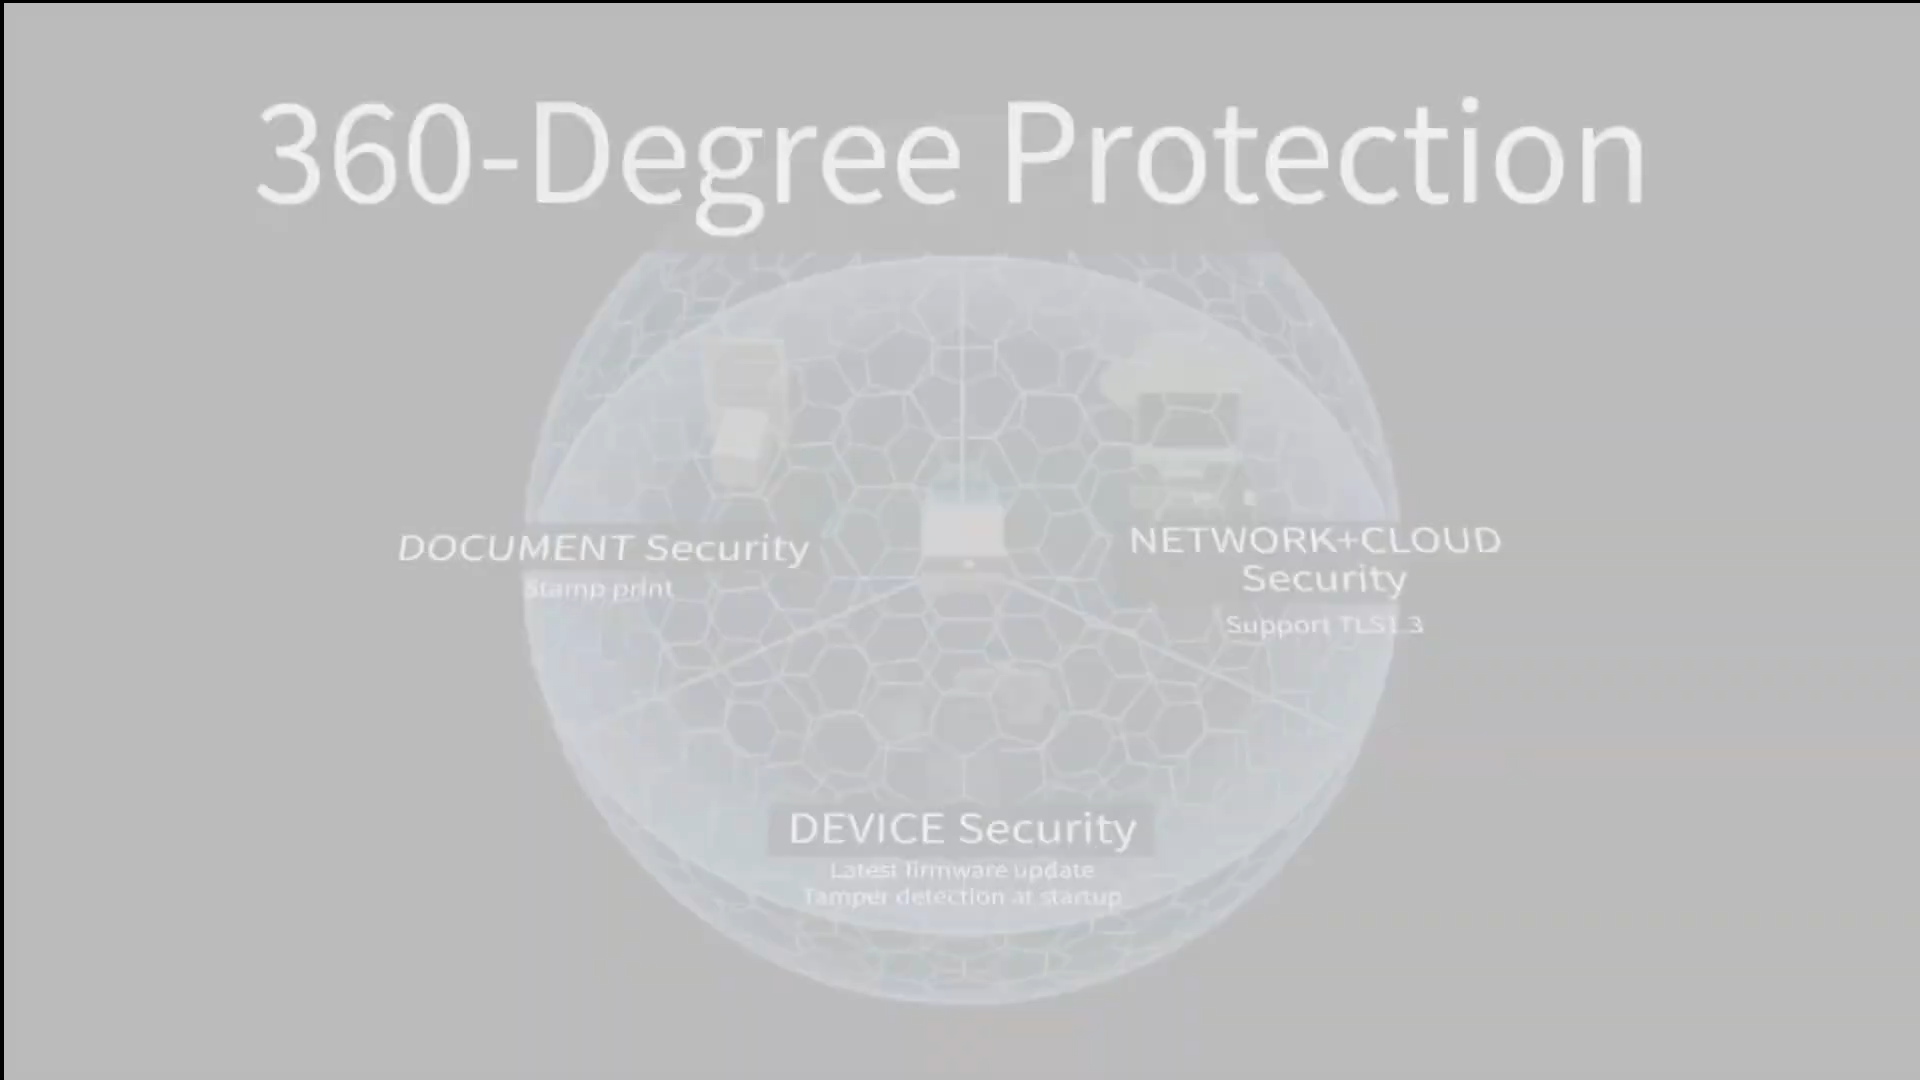 360-Degree Protection
DOCUMENT Security
Stamp print
NETWORK+CLOUD
Security
Support TLS1.3
DEVICE Security
Latest firmware update
Tamper detection at startup